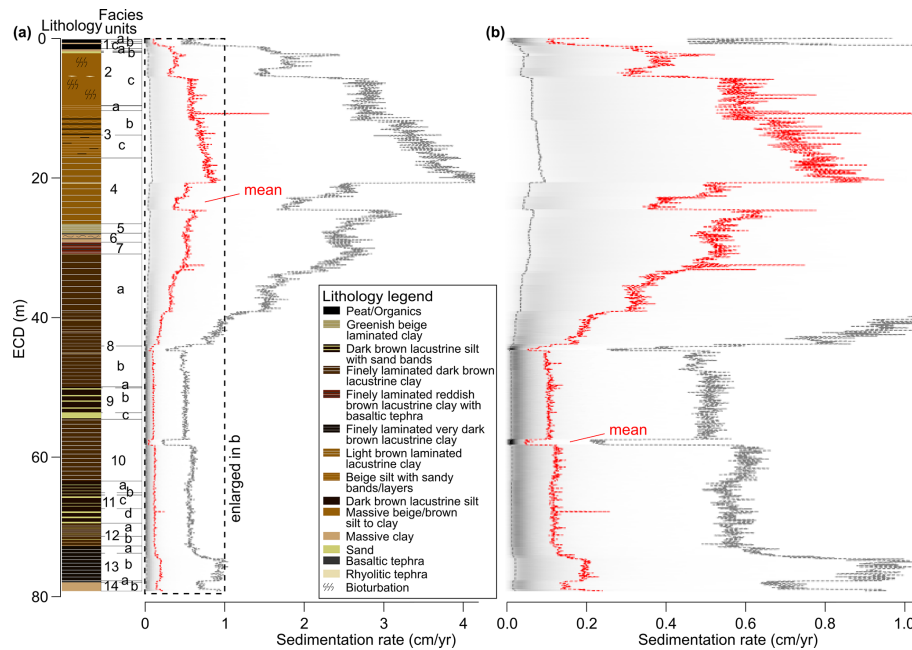 Facies
(a) Lithology units (b)
0
20
40
60
80
ECD (m)
1
a
b
c
a
b
2
c
a
b
3
c
4
5
6
7
a
8
b
a
9
b
c
10
a
b
11
c
d
a
12
b
a
13
b
a
14
b
mean
enlarged in b
Lithology legend
Peat/Organics
Greenish beige
laminated clay
Dark brown lacustrine silt
with sand bands
Finely laminated dark brown
lacustrine clay
Finely laminated reddish
brown lacustrine clay with
basaltic tephra
Finely laminated very dark
brown lacustrine clay
Light brown laminated
lacustrine clay
Beige silt with sandy
bands/layers
Dark brown lacustrine silt
Massive beige/brown
silt to clay
Massive clay
Sand
Basaltic tephra
Rhyolitic tephra
Bioturbation
mean
0 1 2 3 4
Sedimentation rate (cm/yr)
0.0 0.2 0.4 0.6 0.8 1.0
Sedimentation rate (cm/yr)